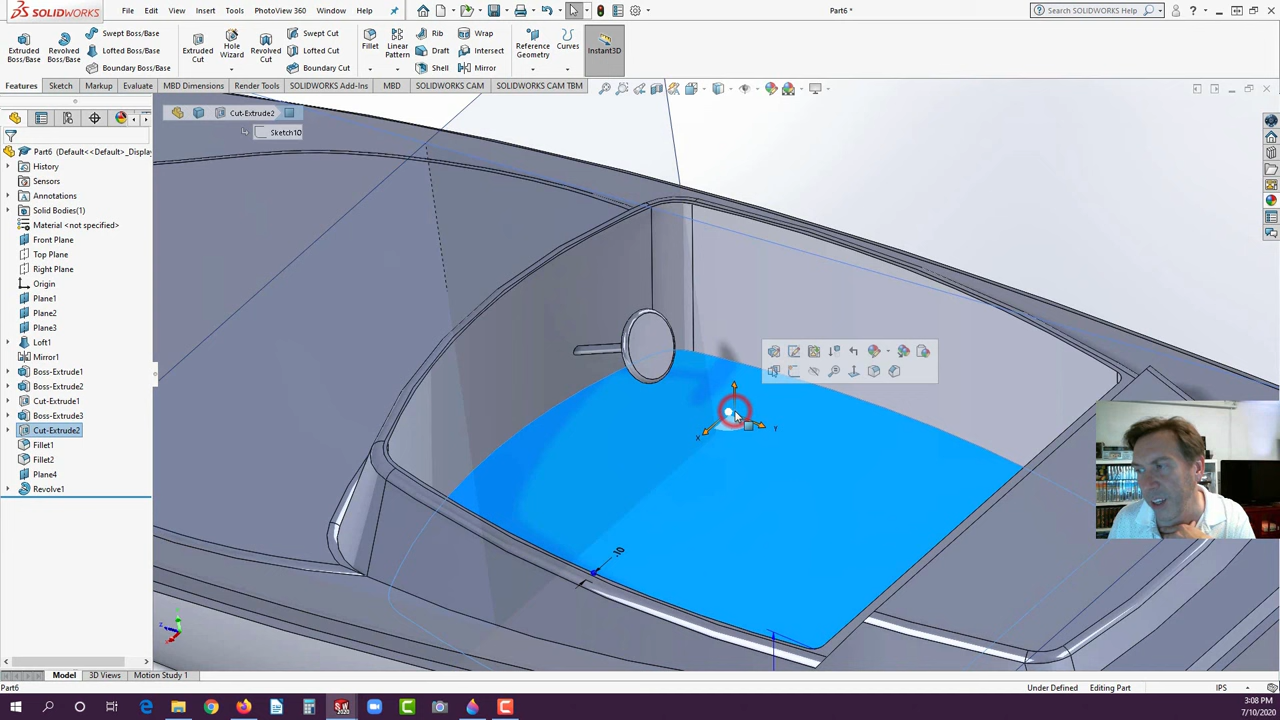 SOLIDWORKS File Edit View Insert Tools PhotoView 360 Window Help Part6 * Search SOLIDWORKS Help
Extruded Boss/Base Revolved Boss/Base Swept Boss/Base Lofted Boss/Base Boundary Boss/Base Extruded Cut Hole Wizard Revolved Cut Swept Cut Lofted Cut Boundary Cut Fillet Linear Pattern Rib Draft Shell Wrap Intersect Mirror Reference Geometry Curves Instant3D
Features Sketch Markup Evaluate MBD Dimensions Render Tools SOLIDWORKS Add-Ins MBD SOLIDWORKS CAM SOLIDWORKS CAM TBM
Cut-Extrude2
Sketch10
Part6 (Default<<Default>_Display
History
Sensors
Annotations
Solid Bodies(1)
Material <not specified>
Front Plane
Top Plane
Right Plane
Origin
Plane1
Plane2
Plane3
Loft1
Mirror1
Boss-Extrude1
Boss-Extrude2
Cut-Extrude1
Boss-Extrude3
Cut-Extrude2
Fillet1
Fillet2
Plane4
Revolve1
X Y
.10
Model 3D Views Motion Study 1
Under Defined Editing Part IPS
3:08 PM
7/10/2020